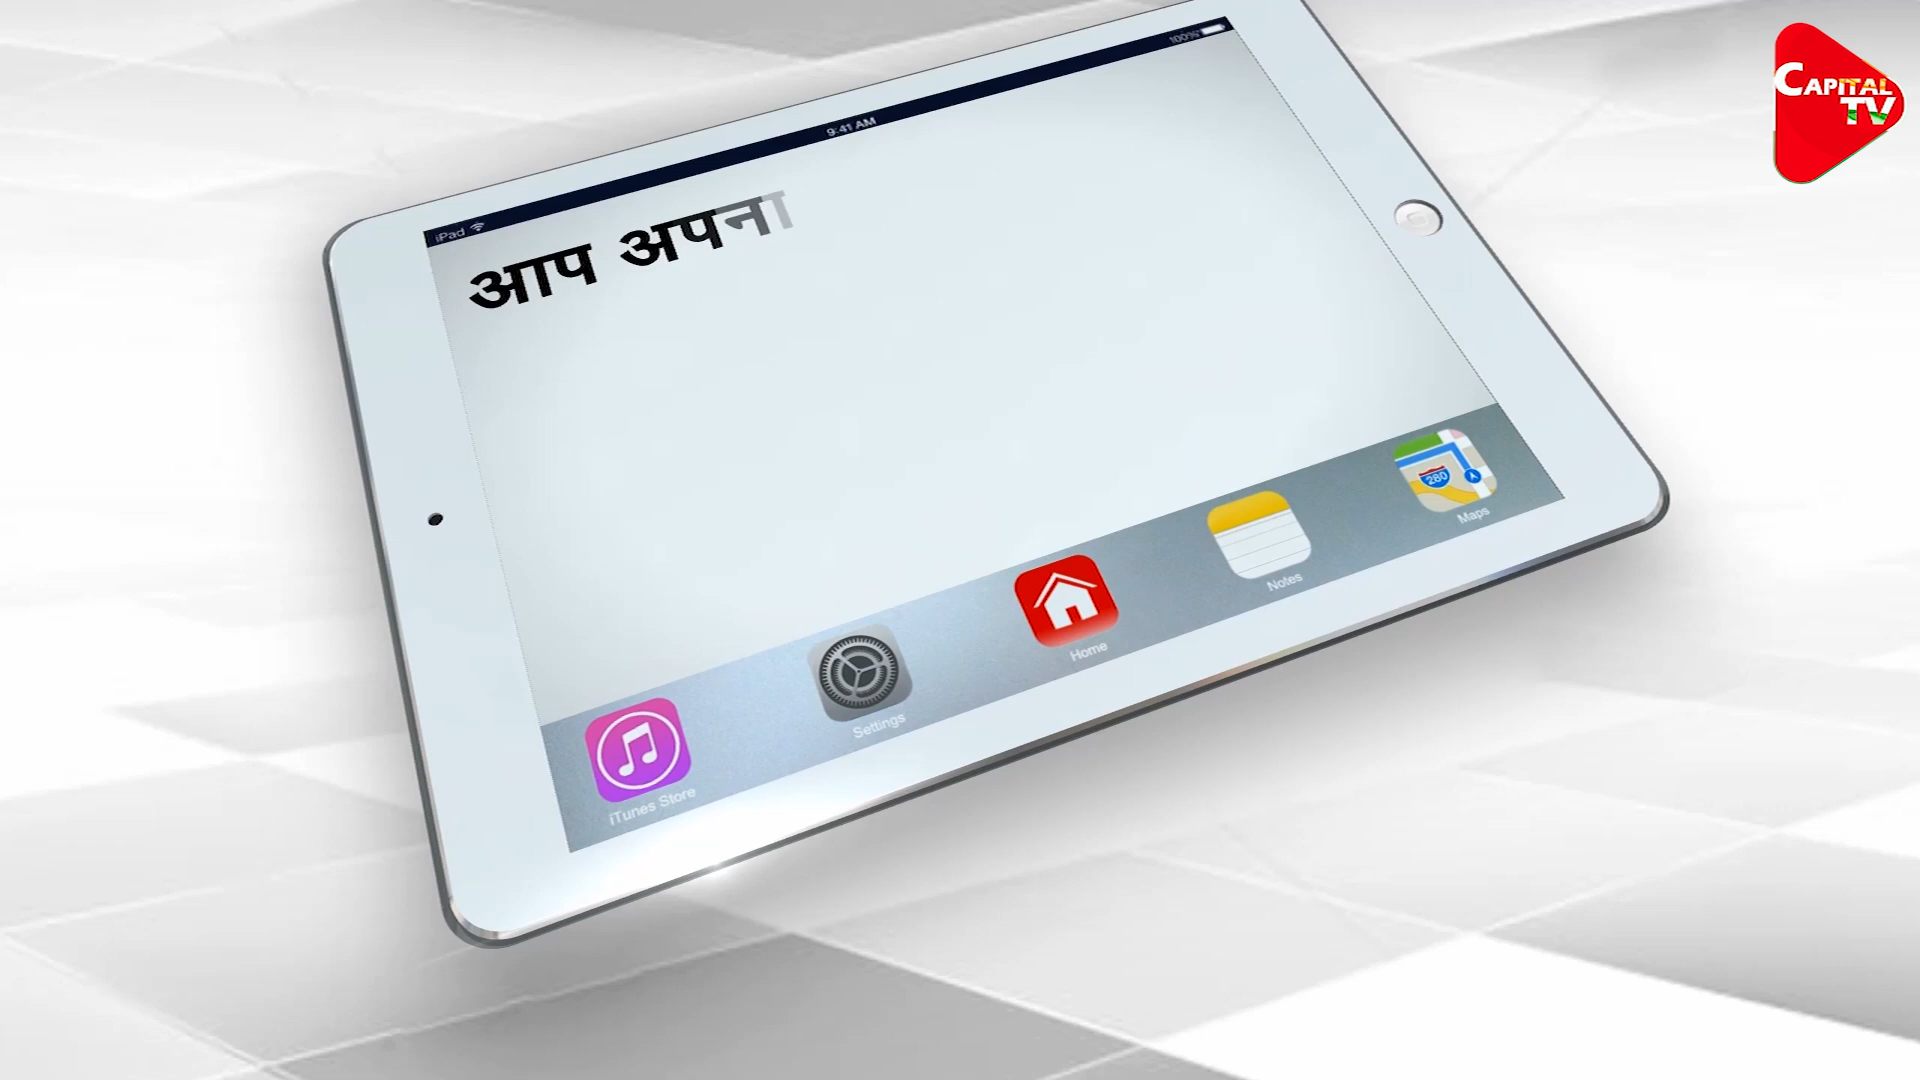 CAPITAL
TV
100%
9:41 AM
iPad
आप अपना
280
Maps
Notes
Home
Settings
iTunes Store